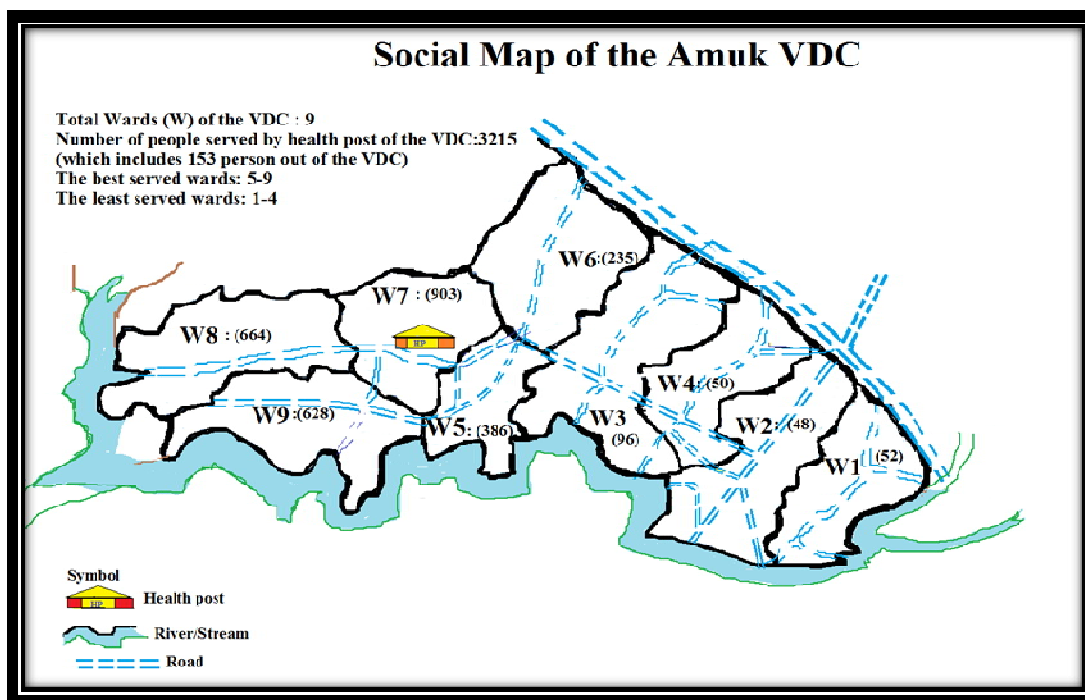 Social Map of the Amuk VDC
Total Wards (W) of the VDC : 9
Number of people served by health post of the VDC:3215
(which includes 153 person out of the VDC)
The best served wards: 5-9
The least served wards: 1-4
W6:(235)
W7 : (903)
W8 : (664)
HP
W4: (50)
W9 :(628)
W5: (386)
W3
(96)
W2: (48)
W1 (52)
Symbol
HP
Health post
River/Stream
Road